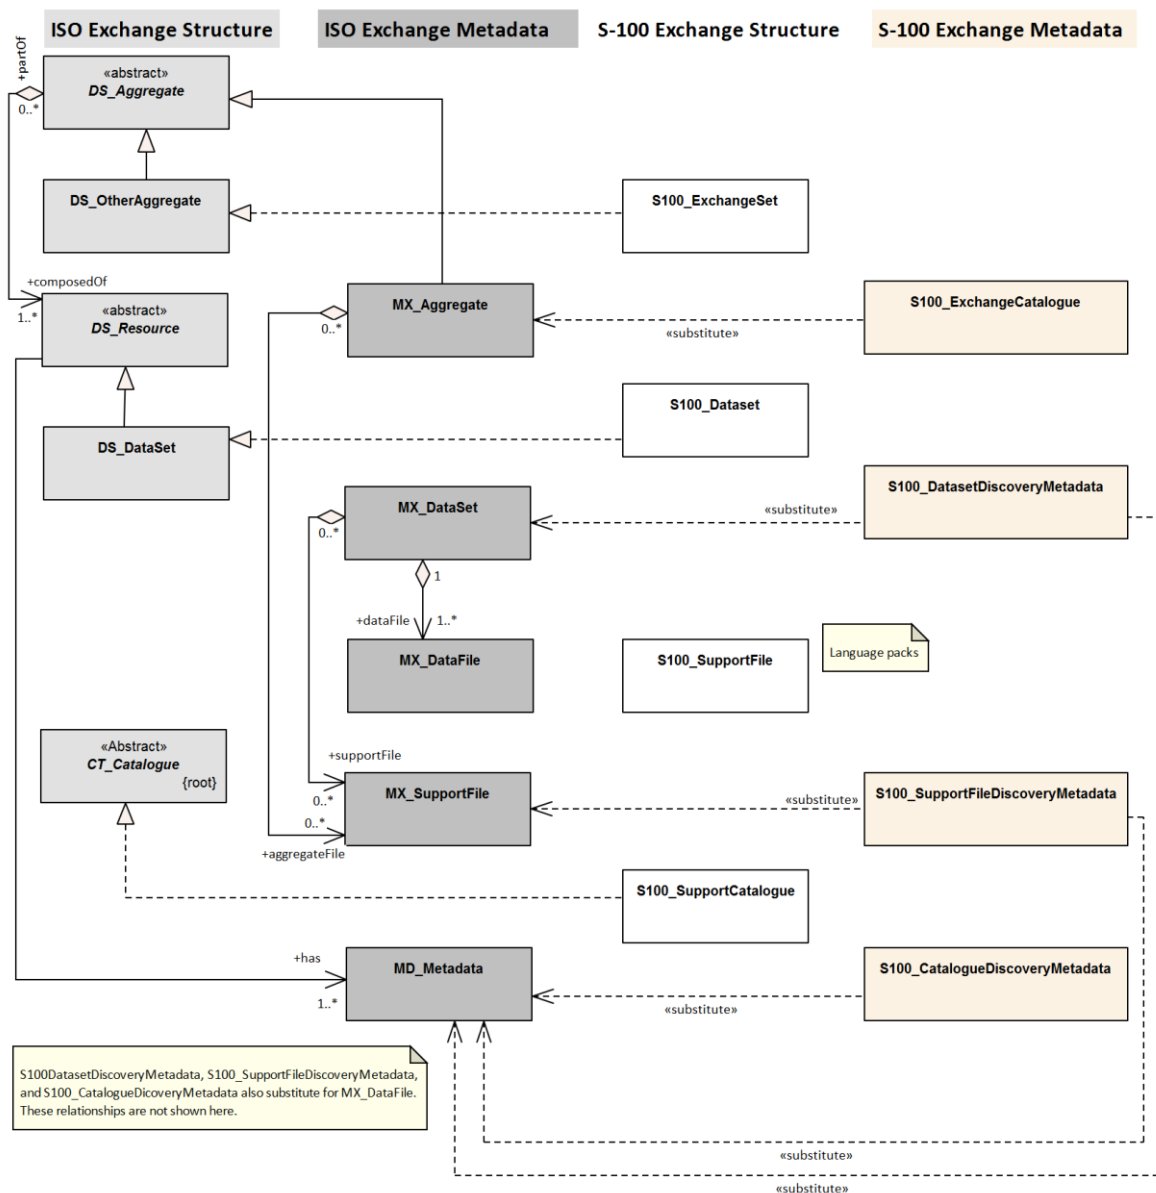 ISO Exchange Structure
ISO Exchange Metadata
S-100 Exchange Structure
S-100 Exchange Metadata
+partOf
0..*
«abstract»
DS_Aggregate
DS_OtherAggregate
S100_ExchangeSet
+composedOf
1..*
«abstract»
DS_Resource
MX_Aggregate
0..*
S100_ExchangeCatalogue
«substitute»
S100_Dataset
DS_DataSet
S100_DatasetDiscoveryMetadata
MX_DataSet
0..*
«substitute»
1
+dataFile
1..*
MX_DataFile
S100_SupportFile
Language packs
«Abstract»
CT_Catalogue
{root}
+supportFile
0..*
MX_SupportFile
0..*
+aggregateFile
«substitute»
S100_SupportFileDiscoveryMetadata
S100_SupportCatalogue
+has
1..*
MD_Metadata
S100_CatalogueDiscoveryMetadata
«substitute»
S100DatasetDiscoveryMetadata, S100_SupportFileDiscoveryMetadata,
and S100_CatalogueDicoveryMetadata also substitute for MX_DataFile.
These relationships are not shown here.
«substitute»
«substitute»